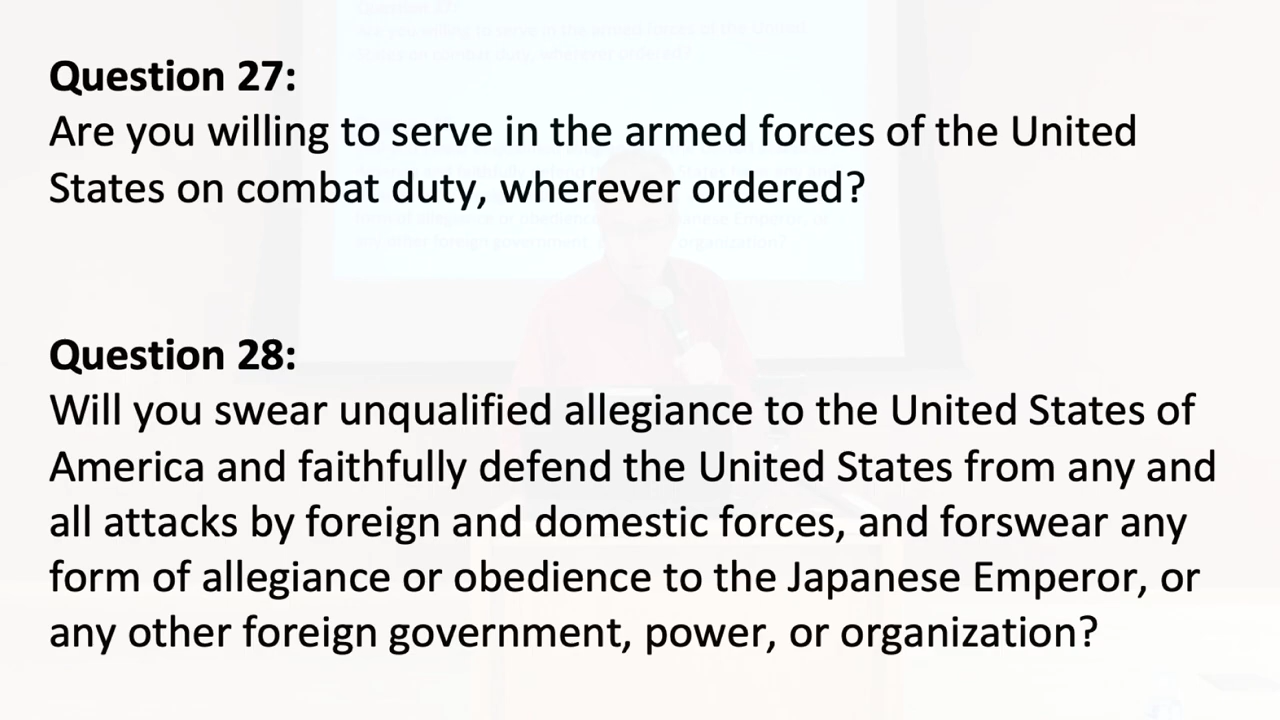 Question 27:
Are you willing to serve in the armed forces of the United
States on combat duty, wherever ordered?
Question 28:
Will you swear unqualified allegiance to the United States of
America and faithfully defend the United States from any and
all attacks by foreign and domestic forces, and forswear any
form of allegiance or obedience to the Japanese Emperor, or
any other foreign government, power, or organization?